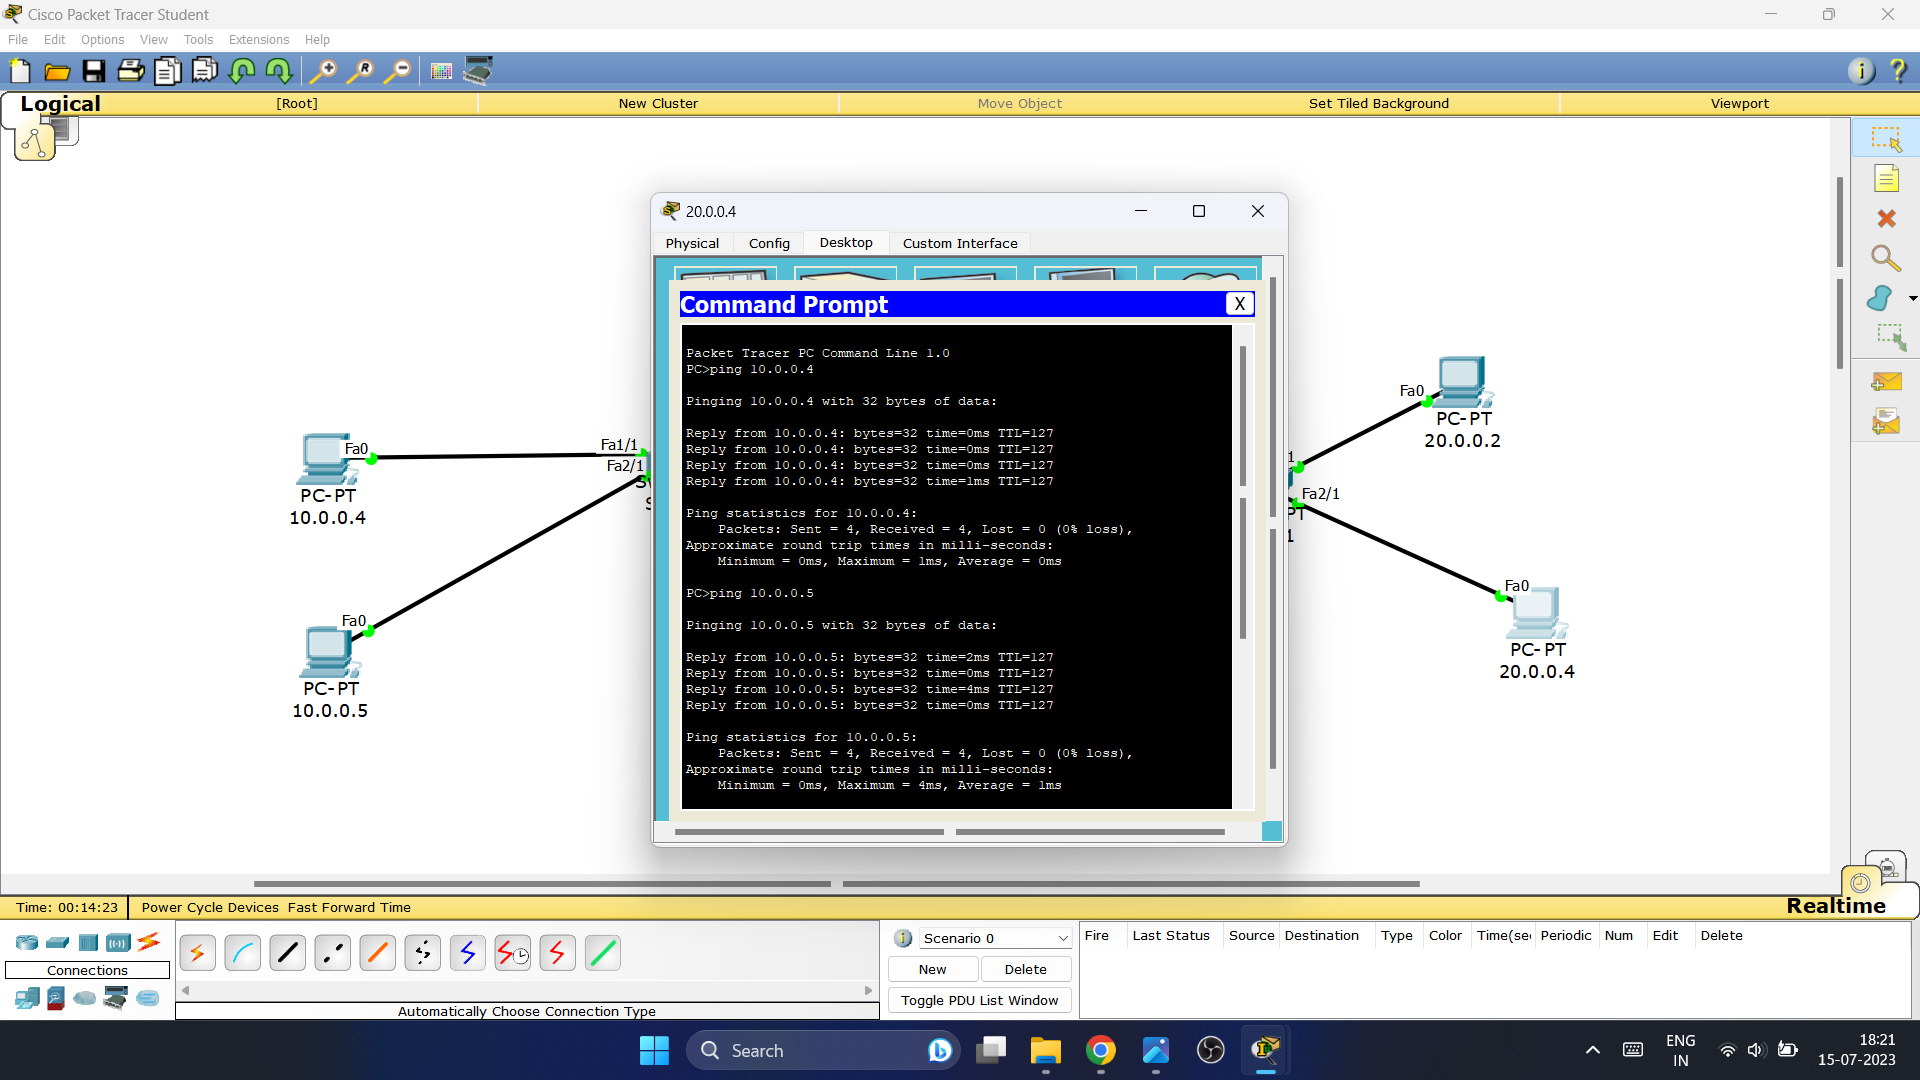 Cisco Packet Tracer Student
File Edit Options View Tools Extensions Help
Logical [Root] New Cluster Move Object Set Tiled Background Viewport
20.0.0.4
Physical Config Desktop Custom Interface
Command Prompt X
Packet Tracer PC Command Line 1.0
PC>ping 10.0.0.4
Pinging 10.0.0.4 with 32 bytes of data:
Reply from 10.0.0.4: bytes=32 time=0ms TTL=127
Reply from 10.0.0.4: bytes=32 time=0ms TTL=127
Reply from 10.0.0.4: bytes=32 time=0ms TTL=127
Reply from 10.0.0.4: bytes=32 time=1ms TTL=127
Ping statistics for 10.0.0.4:
Packets: Sent = 4, Received = 4, Lost = 0 (0% loss),
Approximate round trip times in milli-seconds:
Minimum = 0ms, Maximum = 1ms, Average = 0ms
PC>ping 10.0.0.5
Pinging 10.0.0.5 with 32 bytes of data:
Reply from 10.0.0.5: bytes=32 time=2ms TTL=127
Reply from 10.0.0.5: bytes=32 time=0ms TTL=127
Reply from 10.0.0.5: bytes=32 time=4ms TTL=127
Reply from 10.0.0.5: bytes=32 time=0ms TTL=127
Ping statistics for 10.0.0.5:
Packets: Sent = 4, Received = 4, Lost = 0 (0% loss),
Approximate round trip times in milli-seconds:
Minimum = 0ms, Maximum = 4ms, Average = 1ms
Fa0
PC-PT
10.0.0.4
Fa1/1
Fa2/1
Fa0
PC-PT
10.0.0.5
Fa0
PC-PT
20.0.0.2
1
Fa2/1
PT
1
Fa0
PC-PT
20.0.0.4
Time: 00:14:23 Power Cycle Devices Fast Forward Time
Realtime
Connections
Automatically Choose Connection Type
Scenario 0
New Delete
Toggle PDU List Window
Fire Last Status Source Destination Type Color Time(sec Periodic Num Edit Delete
Search
ENG
IN
18:21
15-07-2023